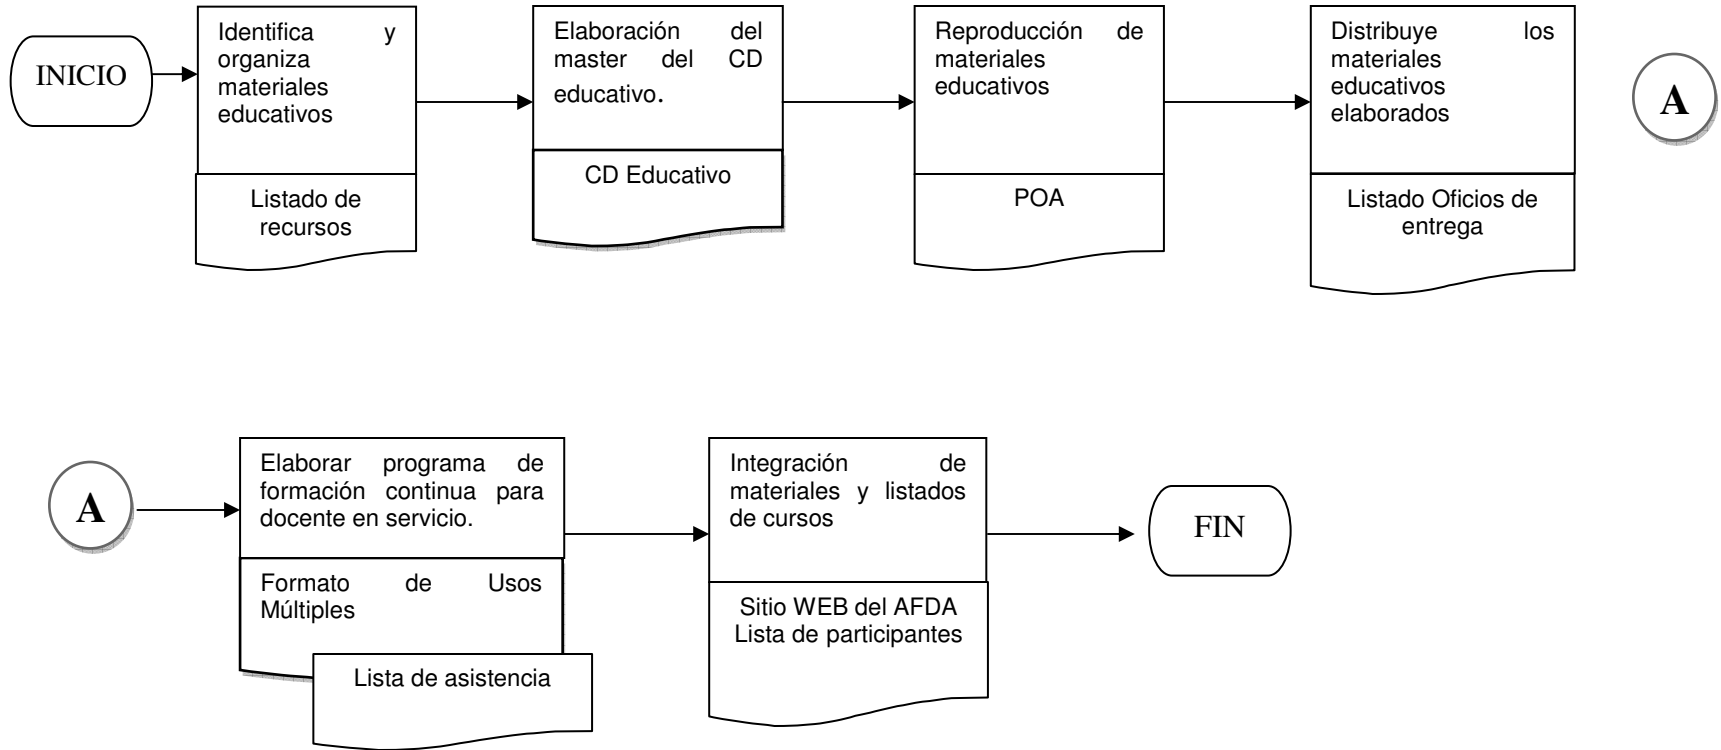 INICIO
Identifica y
organiza
materiales
educativos
Listado de
recursos
Elaboración del
master del CD
educativo.
CD Educativo
Reproducción de
materiales
educativos
POA
Distribuye los
materiales
educativos
elaborados
Listado Oficios de
entrega
A
A
Elaborar programa de
formación continua para
docente en servicio.
Formato de Usos
Múltiples
Lista de asistencia
Integración de
materiales y listados
de cursos
Sitio WEB del AFDA
Lista de participantes
FIN